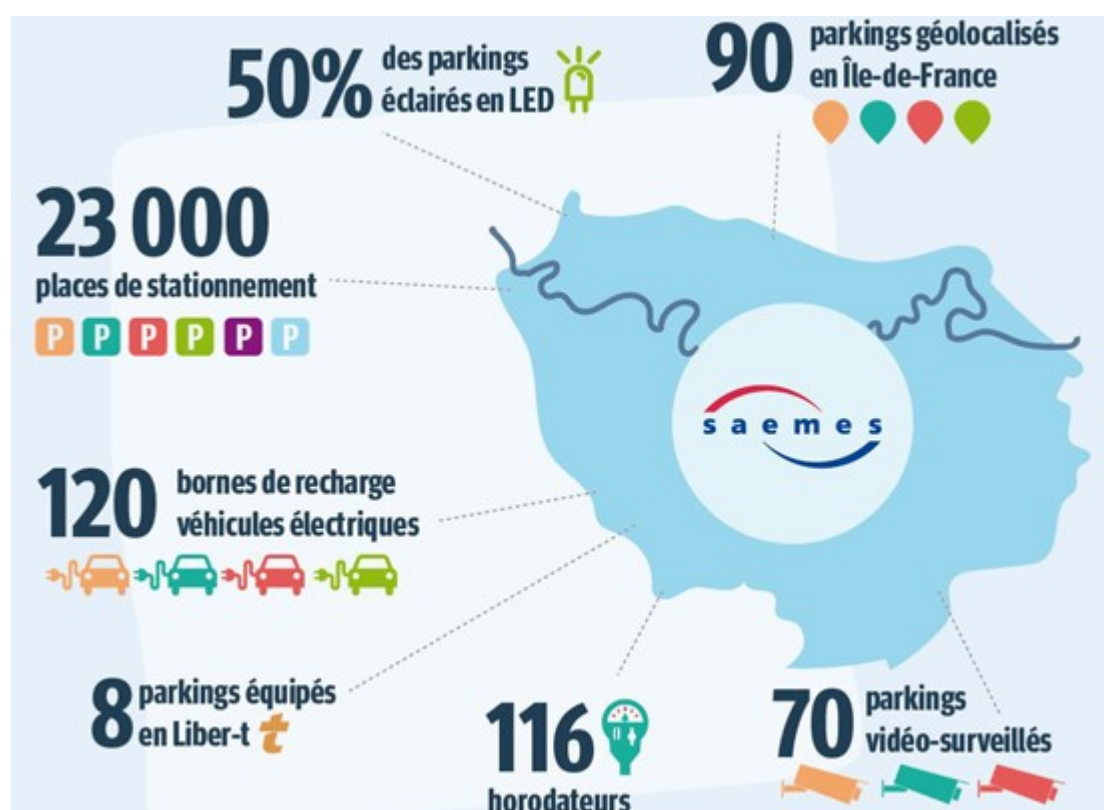 50% des parkings
éclairés en LED
90 parkings géolocalisés
en Île-de-France
23 000
places de stationnement
P P P P P P
saemes
120 bornes de recharge
véhicules électriques
8 parkings équipés
en Liber-t t
116
horodateurs
70 parkings
vidéo-surveillés